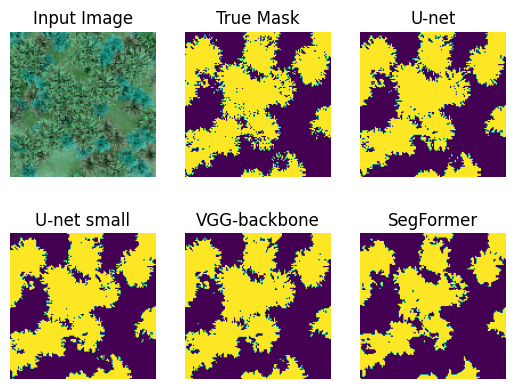 Input Image
True Mask
U-net
U-net small
VGG-backbone
SegFormer